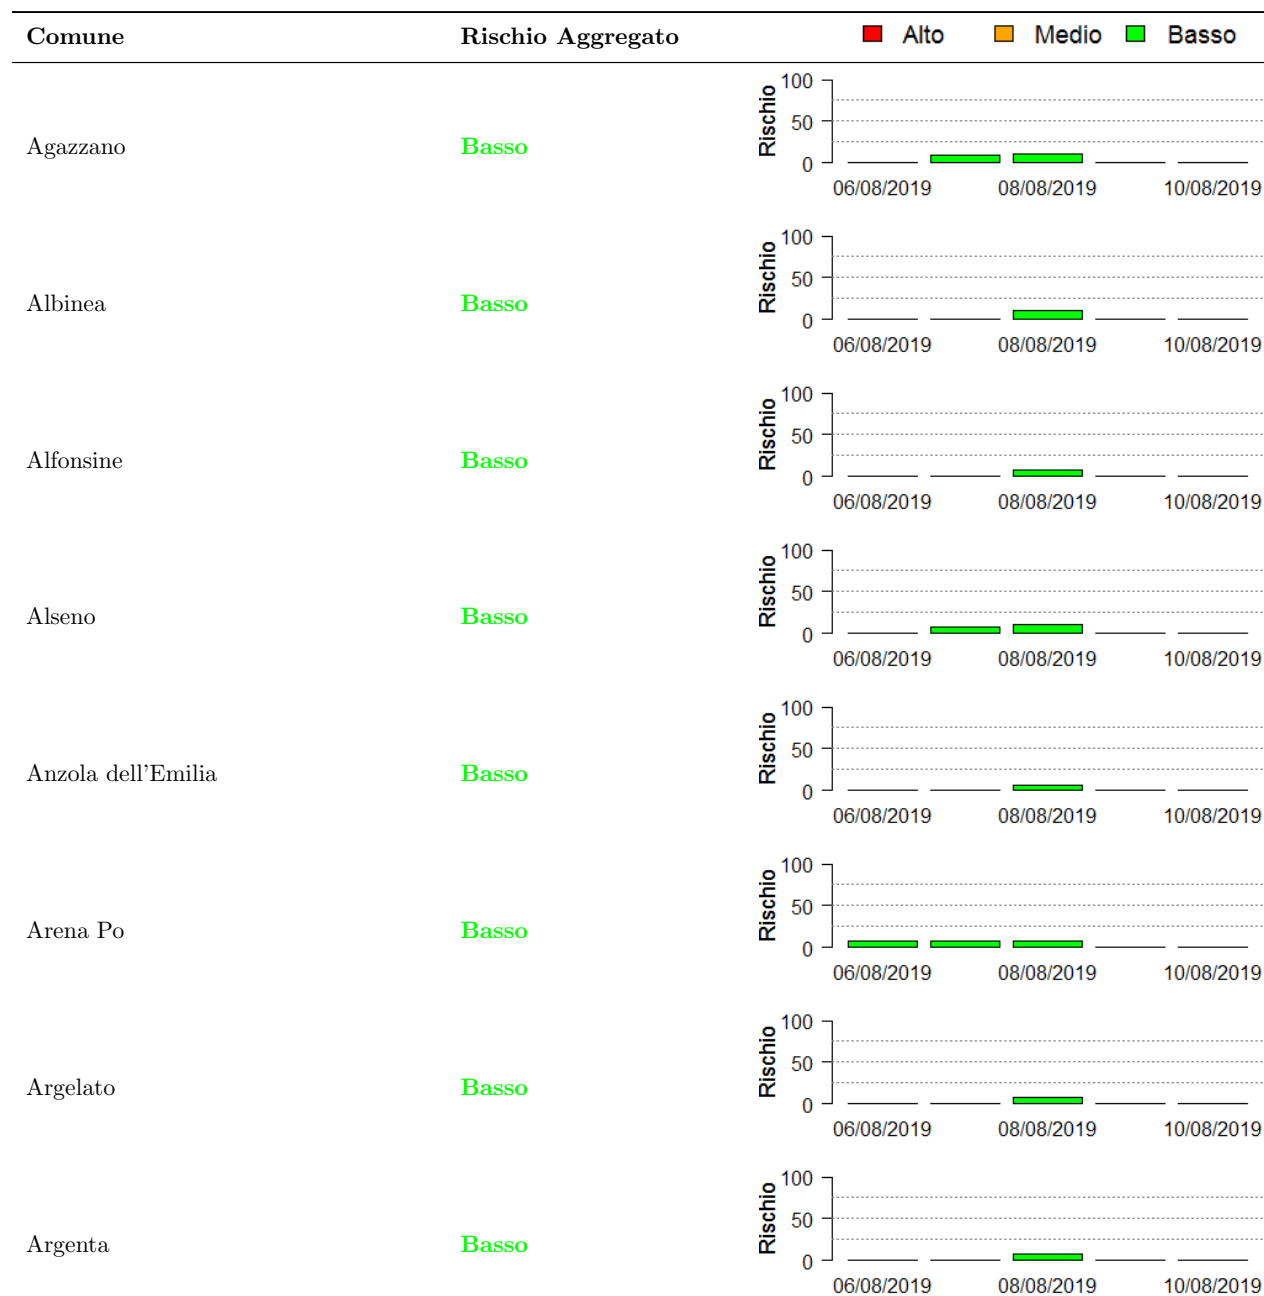 Comune Rischio Aggregato Alto Medio Basso
Agazzano Basso Rischio 100 50 0
06/08/2019 08/08/2019 10/08/2019
Albinea Basso Rischio 100 50 0
06/08/2019 08/08/2019 10/08/2019
Alfonsine Basso Rischio 100 50 0
06/08/2019 08/08/2019 10/08/2019
Alseno Basso Rischio 100 50 0
06/08/2019 08/08/2019 10/08/2019
Anzola dell'Emilia Basso Rischio 100 50 0
06/08/2019 08/08/2019 10/08/2019
Arena Po Basso Rischio 100 50 0
06/08/2019 08/08/2019 10/08/2019
Argelato Basso Rischio 100 50 0
06/08/2019 08/08/2019 10/08/2019
Argenta Basso Rischio 100 50 0
06/08/2019 08/08/2019 10/08/2019